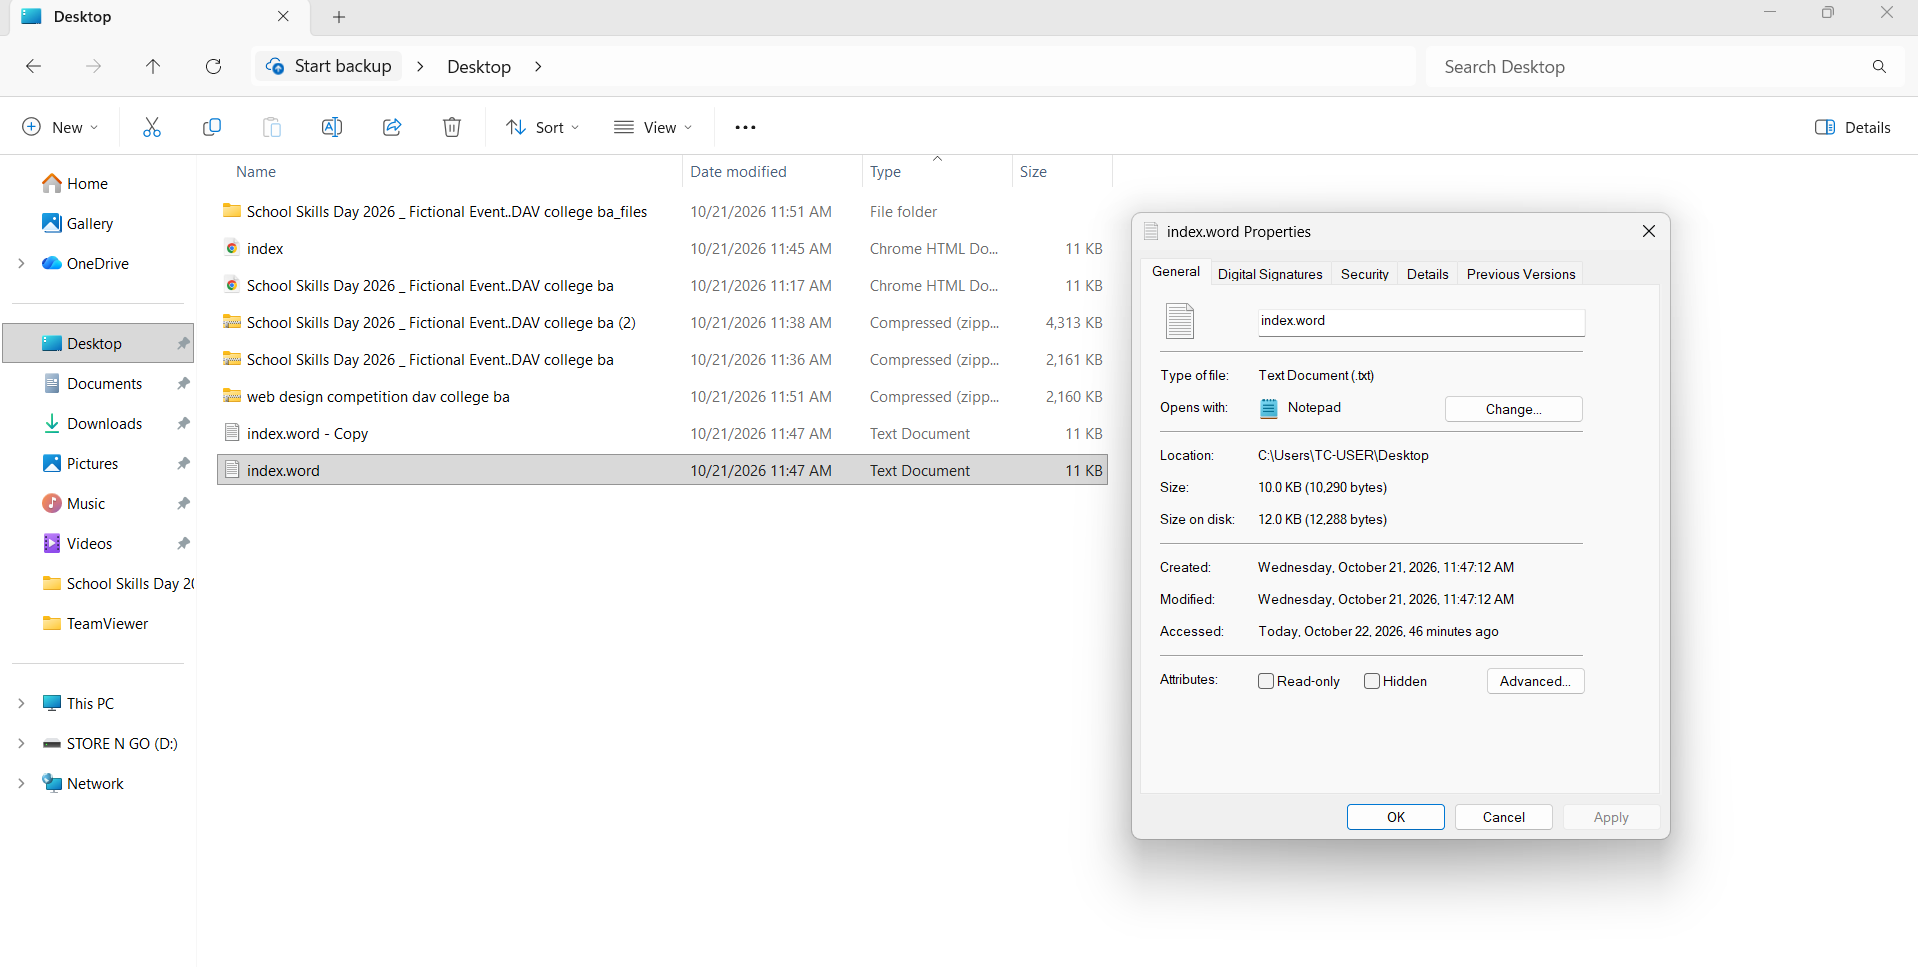 Desktop
Start backup > Desktop >
Search Desktop
New
Sort
View
Details
Name Date modified Type Size
School Skills Day 2026 _ Fictional Event..DAV college ba_files 10/21/2026 11:51 AM File folder
index 10/21/2026 11:45 AM Chrome HTML Do... 11 KB
School Skills Day 2026 _ Fictional Event..DAV college ba 10/21/2026 11:17 AM Chrome HTML Do... 11 KB
School Skills Day 2026 _ Fictional Event..DAV college ba (2) 10/21/2026 11:38 AM Compressed (zipp... 4,313 KB
School Skills Day 2026 _ Fictional Event..DAV college ba 10/21/2026 11:36 AM Compressed (zipp... 2,161 KB
web design competition dav college ba 10/21/2026 11:51 AM Compressed (zipp... 2,160 KB
index.word - Copy 10/21/2026 11:47 AM Text Document 11 KB
index.word 10/21/2026 11:47 AM Text Document 11 KB
Home
Gallery
OneDrive
Desktop
Documents
Downloads
Pictures
Music
Videos
School Skills Day 20
TeamViewer
This PC
STORE N GO (D:)
Network
index.word Properties
General Digital Signatures Security Details Previous Versions
index.word
Type of file: Text Document (.txt)
Opens with: Notepad Change...
Location: C:\Users\TC-USER\Desktop
Size: 10.0 KB (10,290 bytes)
Size on disk: 12.0 KB (12,288 bytes)
Created: Wednesday, October 21, 2026, 11:47:12 AM
Modified: Wednesday, October 21, 2026, 11:47:12 AM
Accessed: Today, October 22, 2026, 46 minutes ago
Attributes: Read-only Hidden Advanced...
OK Cancel Apply